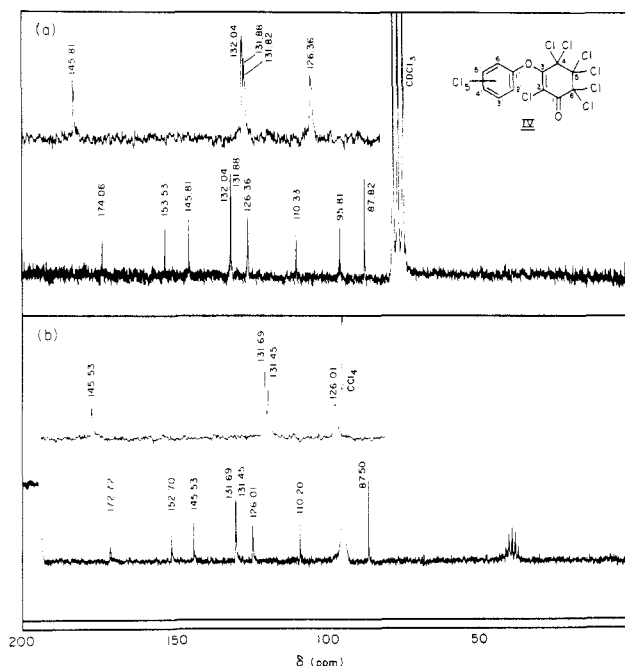 (a)
145.81
132.04
131.88
131.82
126.36
CDCl3
Cl5
6
5
4
3
2
O
Cl
Cl
Cl
4
Cl
3
5
Cl
2
6
Cl
Cl
Cl
O
IV
174.06
153.53
145.81
132.04
131.88
126.36
110.33
95.81
87.82
(b)
145.53
131.69
131.45
126.01
CCl4
172.72
152.70
145.53
131.69
131.45
126.01
110.20
87.50
200
150
100
50
δ (ppm)